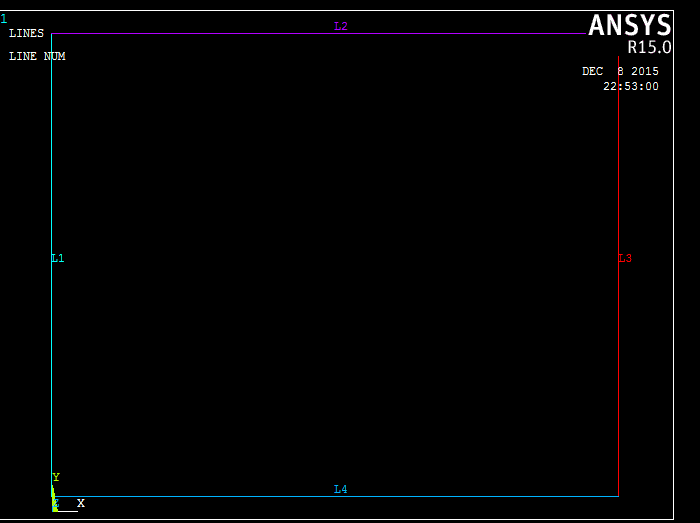 1
LINES
LINE NUM
L2
ANSYS
R15.0
DEC 8 2015
22:53:00
L1
L3
Y
L4
X